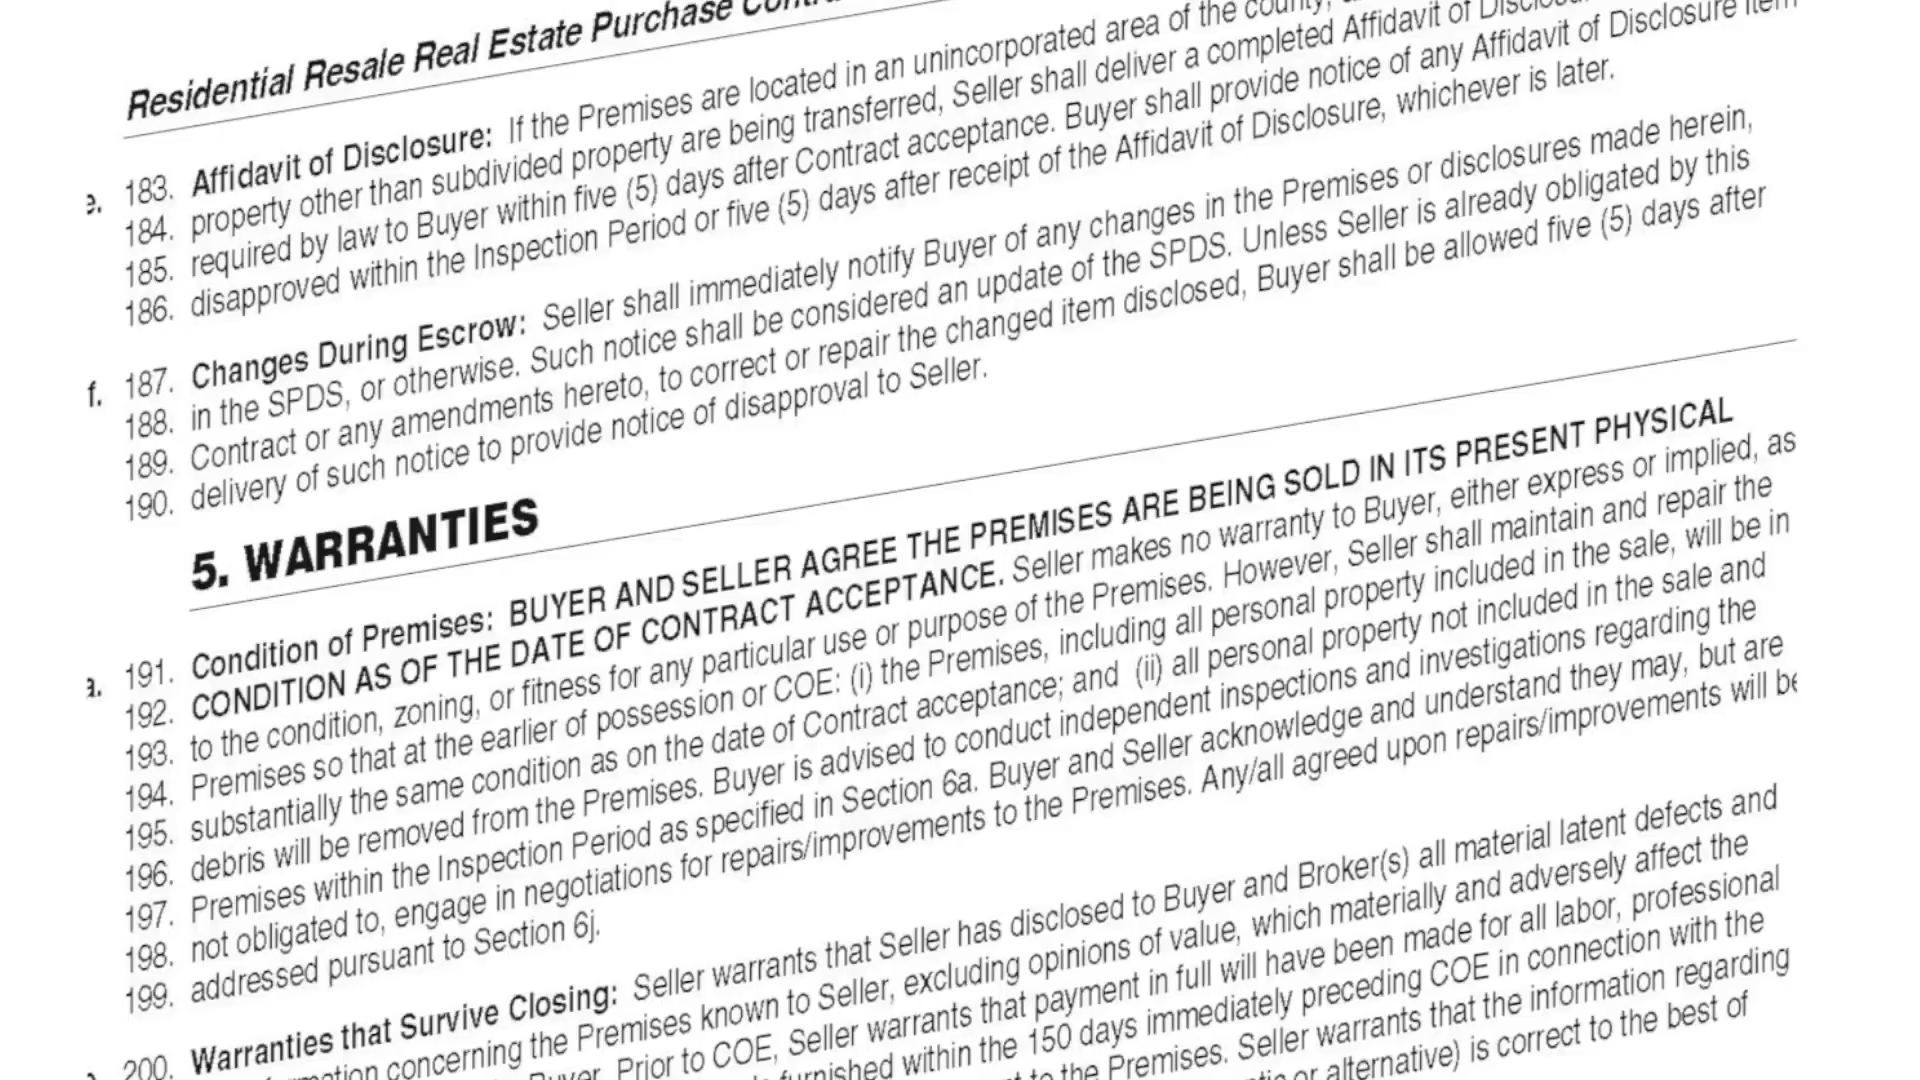 Residential Resale Real Estate Purchase
e. 183. Affidavit of Disclosure: If the Premises are located in an unincorporated area of the county,
184. property other than subdivided property are being transferred, Seller shall deliver a completed Affidavit of
185. required by law to Buyer within five (5) days after Contract acceptance. Buyer shall provide notice of any Affidavit of Disclosure
186. disapproved within the Inspection Period or five (5) days after receipt of the Affidavit of Disclosure, whichever is later.
f. 187. Changes During Escrow: Seller shall immediately notify Buyer of any changes in the Premises or disclosures made herein,
188. in the SPDS, or otherwise. Such notice shall be considered an update of the SPDS. Unless Seller is already obligated by this
189. Contract or any amendments hereto, to correct or repair the changed item disclosed, Buyer shall be allowed five (5) days after
190. delivery of such notice to provide notice of disapproval to Seller.
5. WARRANTIES
a. 191. Condition of Premises: BUYER AND SELLER AGREE THE PREMISES ARE BEING SOLD IN ITS PRESENT PHYSICAL
192. CONDITION AS OF THE DATE OF CONTRACT ACCEPTANCE. Seller makes no warranty to Buyer, either express or implied, as
193. to the condition, zoning, or fitness for any particular use or purpose of the Premises. However, Seller shall maintain and repair the
194. Premises so that at the earlier of possession or COE: (i) the Premises, including all personal property included in the sale, will be in
195. substantially the same condition as on the date of Contract acceptance; and (ii) all personal property not included in the sale and
196. debris will be removed from the Premises. Buyer is advised to conduct independent inspections and investigations regarding the
197. Premises within the Inspection Period as specified in Section 6a. Buyer and Seller acknowledge and understand they may, but are
198. not obligated to, engage in negotiations for repairs/improvements to the Premises. Any/all agreed upon repairs/improvements will be
199. addressed pursuant to Section 6j.
200. Warranties that Survive Closing: Seller warrants that Seller has disclosed to Buyer and Broker(s) all material latent defects and
concerning the Premises known to Seller, excluding opinions of value, which materially and adversely affect the
Buyer. Prior to COE, Seller warrants that payment in full will have been made for all labor, professional
furnished within the 150 days immediately preceding COE in connection with the
to the Premises. Seller warrants that the information regarding
or alternative) is correct to the best of